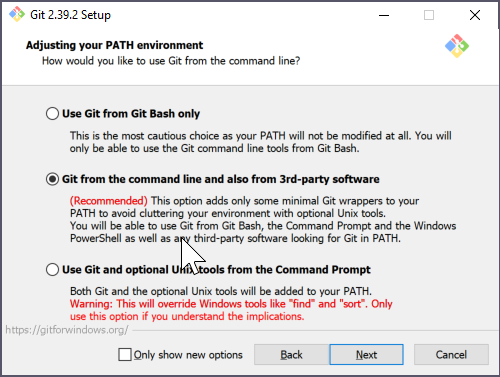 Git 2.39.2 Setup
Adjusting your PATH environment
How would you like to use Git from the command line?
Use Git from Git Bash only
This is the most cautious choice as your PATH will not be modified at all. You will
only be able to use the Git command line tools from Git Bash.
Git from the command line and also from 3rd-party software
(Recommended) This option adds only some minimal Git wrappers to your
PATH to avoid cluttering your environment with optional Unix tools.
You will be able to use Git from Git Bash, the Command Prompt and the Windows
PowerShell as well as any third-party software looking for Git in PATH.
Use Git and optional Unix tools from the Command Prompt
Both Git and the optional Unix tools will be added to your PATH.
Warning: This will override Windows tools like "find" and "sort". Only
use this option if you understand the implications.
https://gitforwindows.org/
Only show new options
Back
Next
Cancel